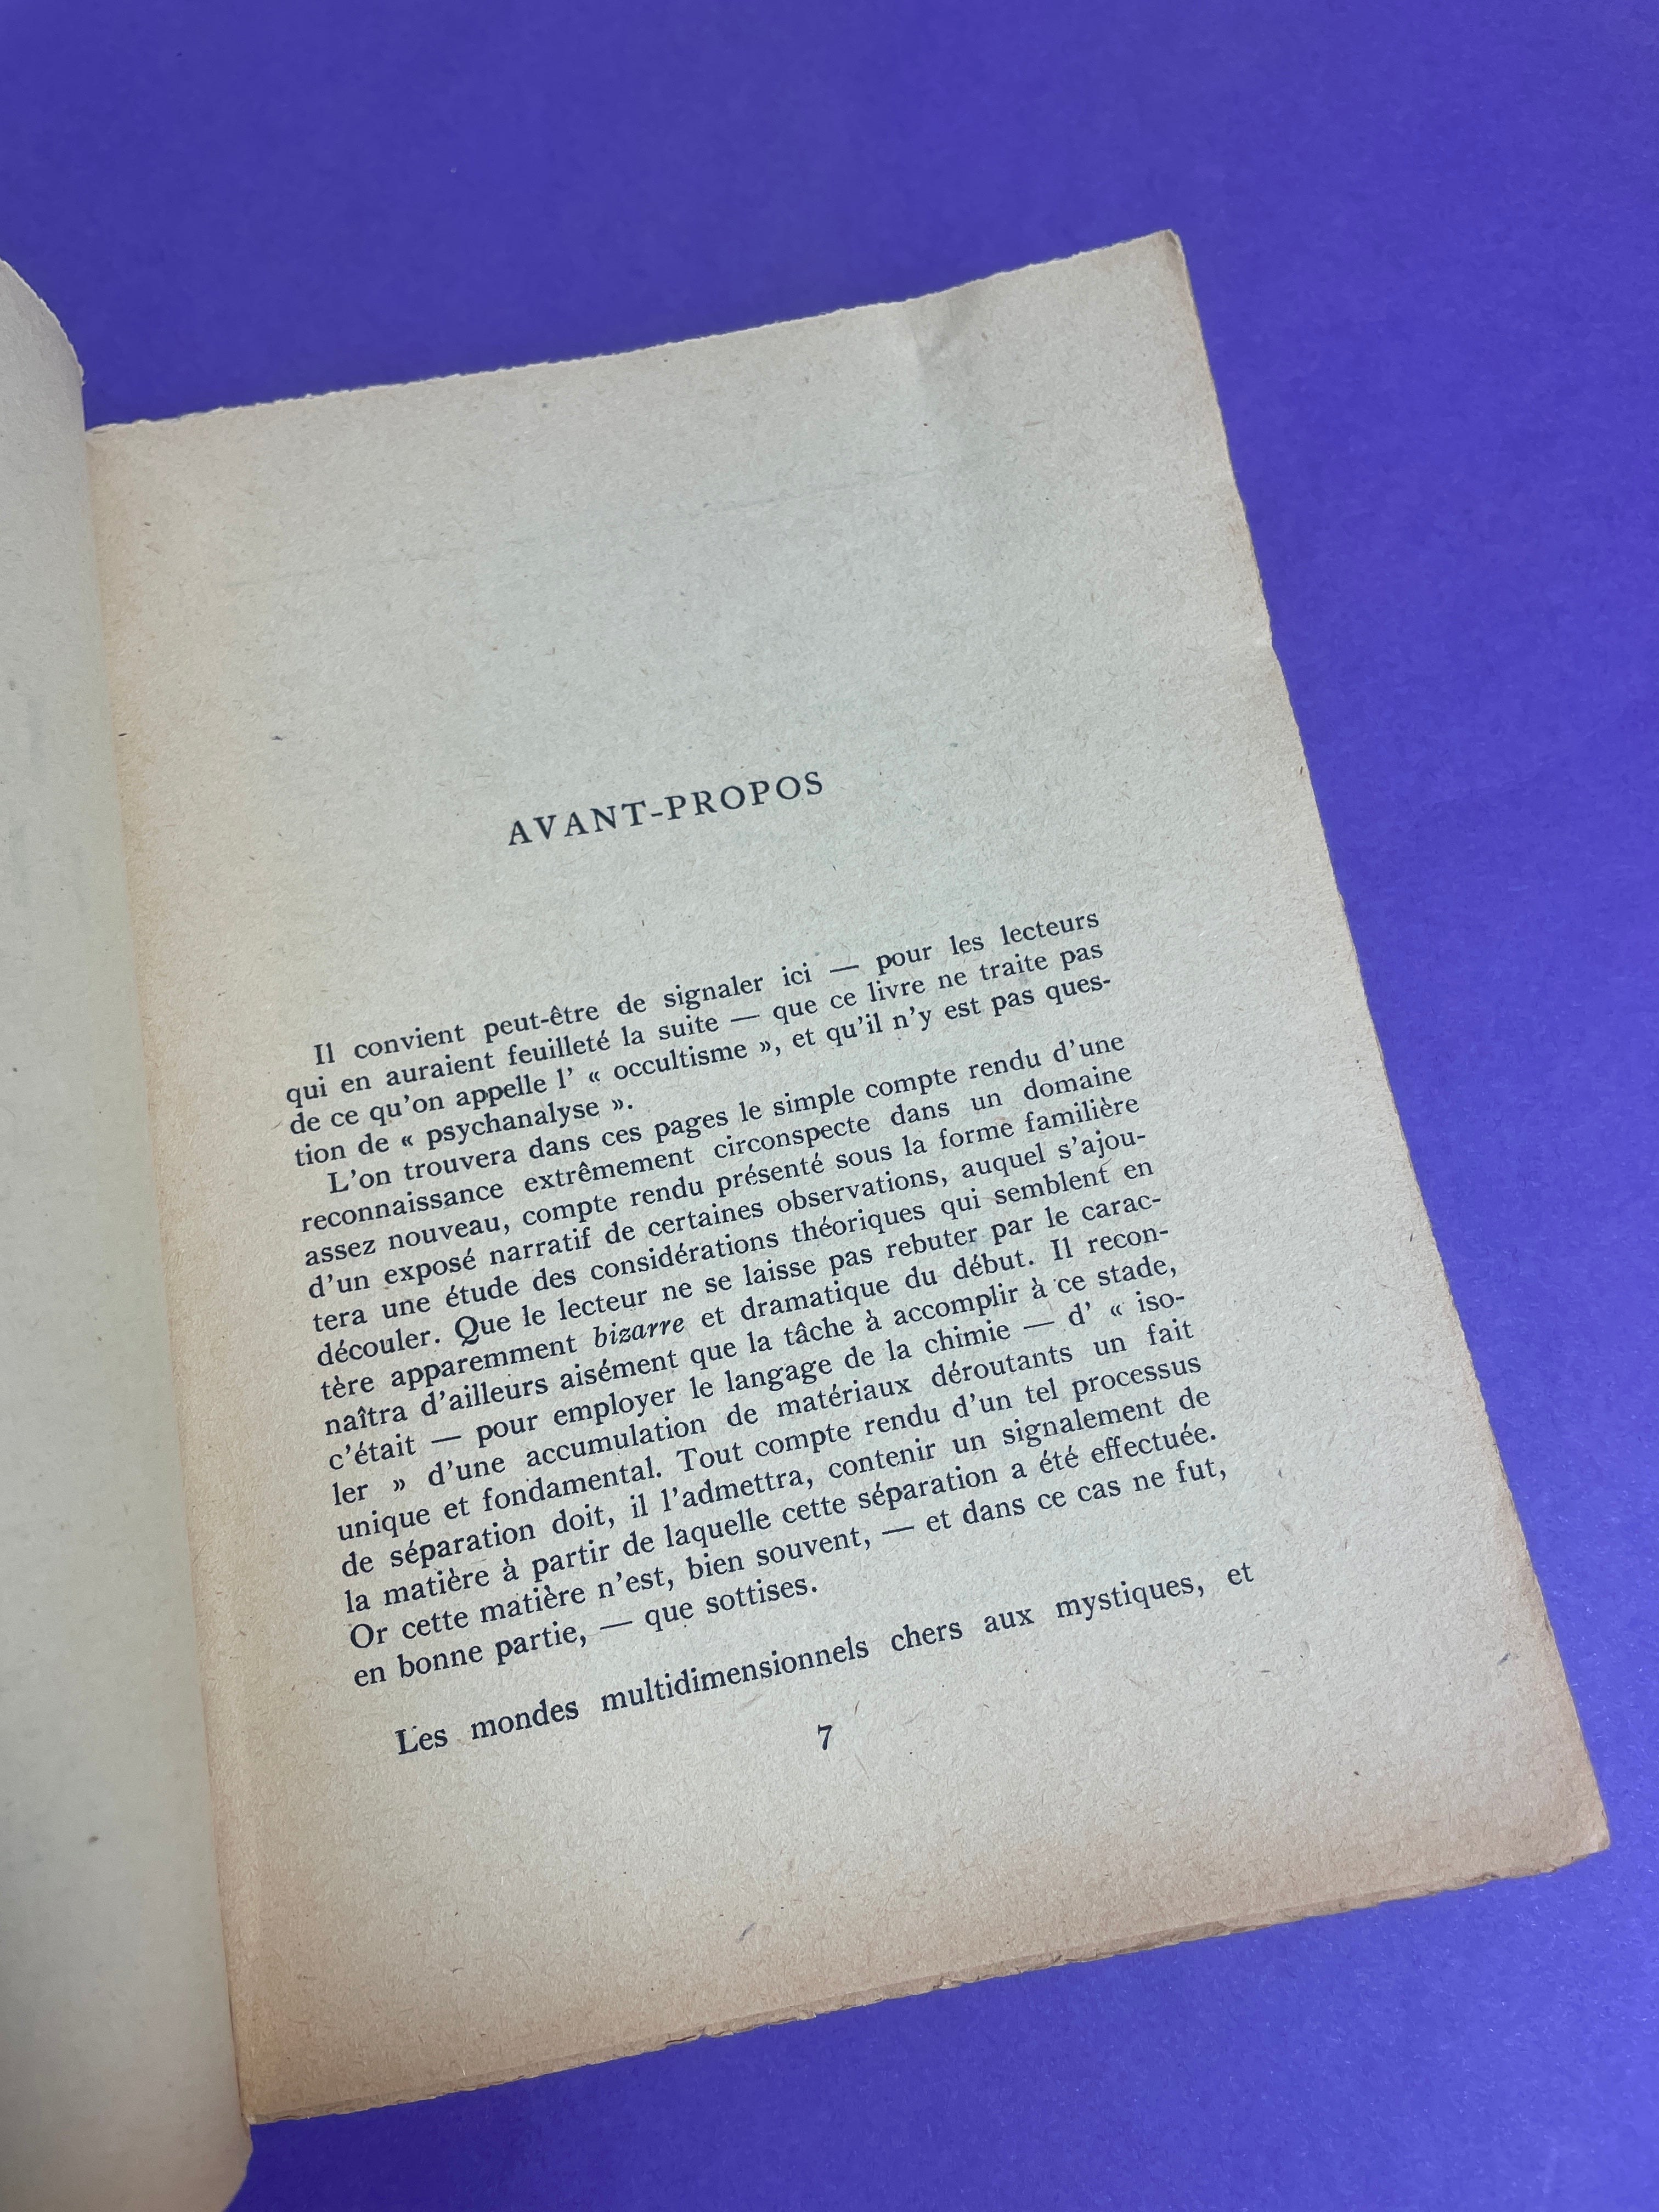 AVANT-PROPOS
Il convient peut-être de signaler ici — pour les lecteurs
qui en auraient feuilleté la suite — que ce livre ne traite pas
de ce qu'on appelle l' « occultisme », et qu'il n'y est pas ques-
tion de « psychanalyse ».
L'on trouvera dans ces pages le simple compte rendu d'une
reconnaissance extrêmement circonspecte dans un domaine
assez nouveau, compte rendu présenté sous la forme familière
d'un exposé narratif de certaines observations, auquel s'ajou-
tera une étude des considérations théoriques qui semblent en
découler. Que le lecteur ne se laisse pas rebuter par le carac-
tère apparemment bizarre et dramatique du début. Il recon-
naîtra d'ailleurs aisément que la tâche à accomplir à ce stade,
c'était — pour employer le langage de la chimie — d' « iso-
ler » d'une accumulation de matériaux déroutants un fait
unique et fondamental. Tout compte rendu d'un tel processus
de séparation doit, il l'admettra, contenir un signalement de
la matière à partir de laquelle cette séparation a été effectuée.
Or cette matière n'est, bien souvent, — et dans ce cas ne fut,
en bonne partie, — que sottises.
Les mondes multidimensionnels chers aux mystiques, et
7